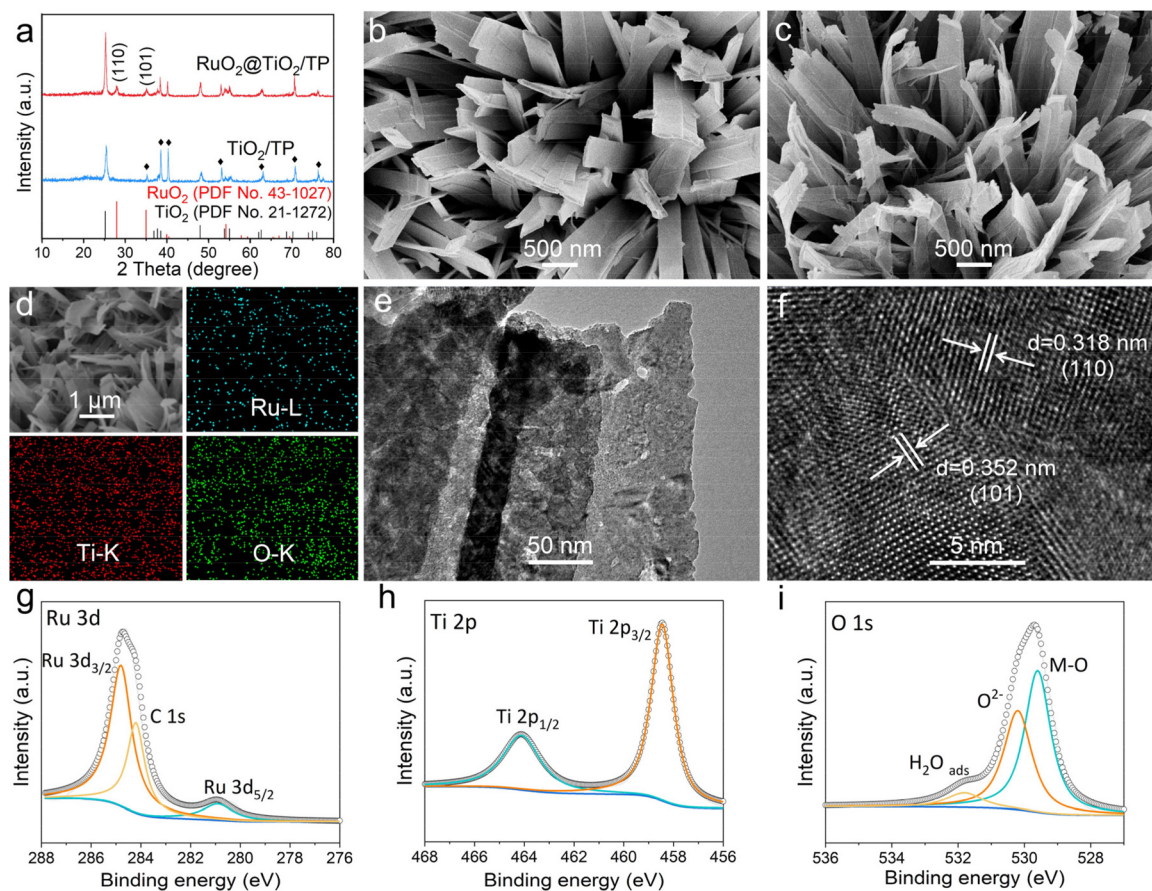 a
Intensity (a.u.)
(110)
(101)
RuO₂@TiO₂/TP
TiO₂/TP
RuO₂ (PDF No. 43-1027)
TiO₂ (PDF No. 21-1272)
10 20 30 40 50 60 70 80
2 Theta (degree)
b
500 nm
c
500 nm
d
1 μm
Ru-L
Ti-K
O-K
e
50 nm
f
d=0.318 nm
(110)
d=0.352 nm
(101)
5 nm
g
Ru 3d
Intensity (a.u.)
Ru 3d₃/₂
C 1s
Ru 3d₅/₂
288 286 284 282 280 278 276
Binding energy (eV)
h
Ti 2p
Intensity (a.u.)
Ti 2p₃/₂
Ti 2p₁/₂
468 466 464 462 460 458 456
Binding energy (eV)
i
O 1s
Intensity (a.u.)
M-O
O²⁻
H₂O ads
536 534 532 530 528
Binding energy (eV)